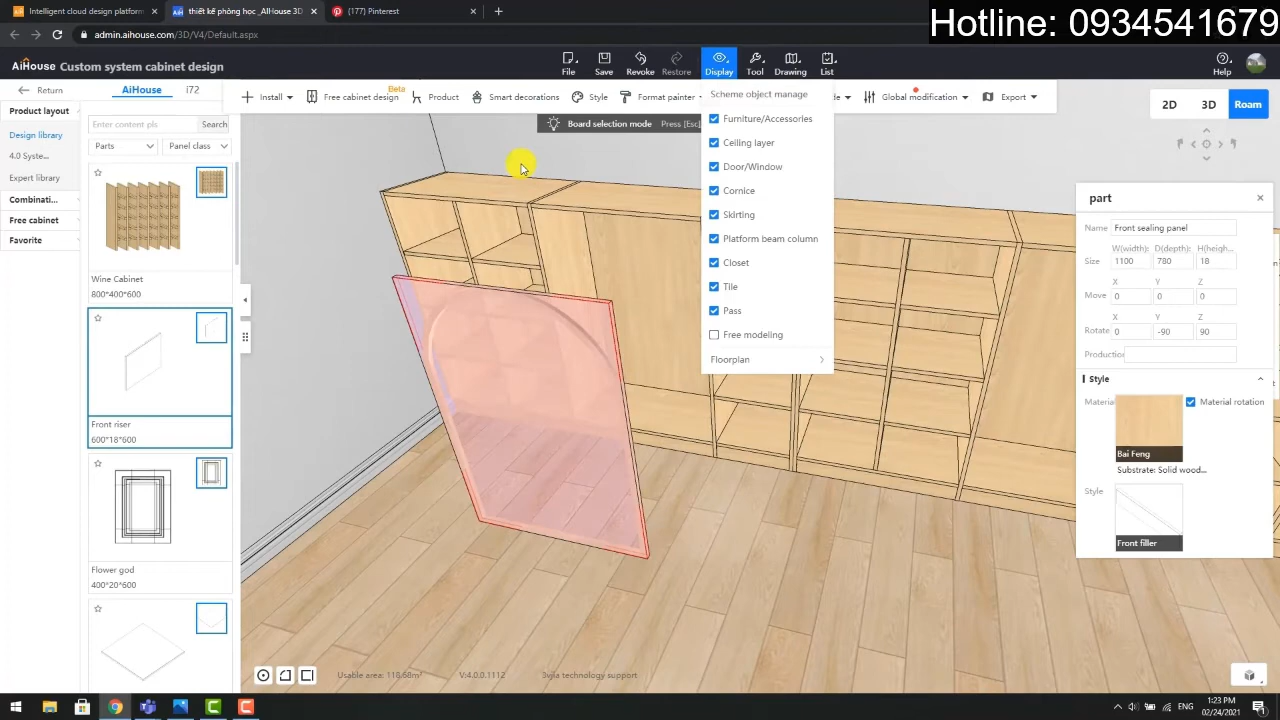 Hotline: 0934541679
Intelligent cloud design platform
thiết kế phòng học _AiHouse 3D
(177) Pinterest
admin.aihouse.com/3D/V4/Default.aspx
AiHouse Custom system cabinet design
File
Save
Revoke
Restore
Display
Tool
Drawing
List
Help
Return
AiHouse
I72
Install
Free cabinet design
Beta
Product
Smart decorations
Style
Format painter
Global modification
Export
2D
3D
Roam
Scheme object manage
Furniture/Accessories
Ceiling layer
Door/Window
Cornice
Skirting
Platform beam column
Closet
Tile
Pass
Free modeling
Floorplan
Board selection mode
Press [Esc]
Product layout
Design library
4.0 Syste...
Expert library
Combinati...
Free cabinet
Favorite
Enter content pls
Search
Parts
Panel class
Wine Cabinet
800*400*600
Front riser
600*18*600
Flower god
400*20*600
part
Name
Front sealing panel
W(width):
D(depth):
H(heigh...
Size
1100
780
18
X
Y
Z
Move
0
0
0
X
Y
Z
Rotate
0
-90
90
Production
Style
Material
Material rotation
Bai Feng
Substrate: Solid wood...
Style
Front filler
Usable area: 118.58m²
V:4.0.0.1112
3vjia technology support
ENG
1:23 PM
02/24/2021